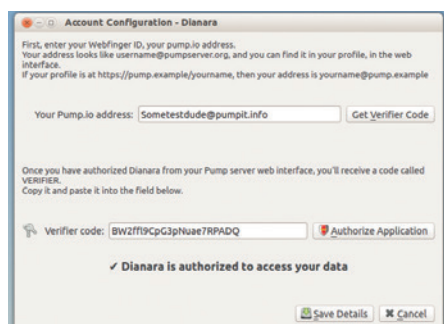 Account Configuration - Dianara
First, enter your Webfinger ID, your pump.io address.
Your address looks like username@pumpserver.org, and you can find it in your profile, in the web
interface.
If your profile is at https://pump.example/yourname, then your address is yourname@pump.example
Your Pump.io address: Sometestdude@pumpit.info Get Verifier Code
Once you have authorized Dianara from your Pump server web interface, you'll receive a code called
VERIFIER.
Copy it and paste it into the field below.
Verifier code: BW2ffl9CpG3pNuae7RPADQ Authorize Application
✓ Dianara is authorized to access your data
Save Details Cancel